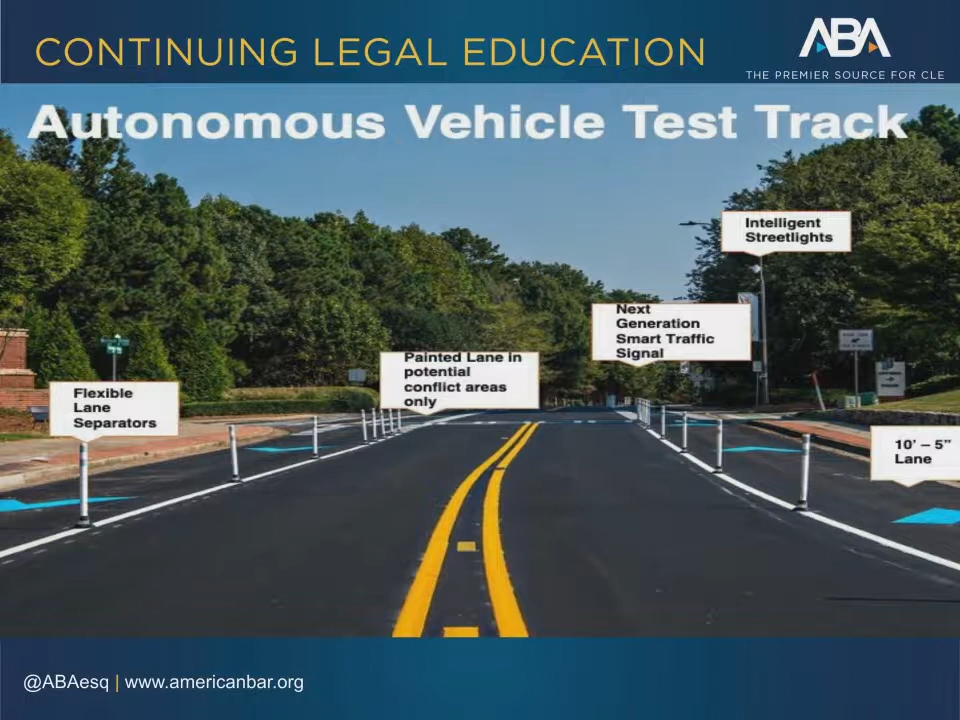 CONTINUING LEGAL EDUCATION
ABA
THE PREMIER SOURCE FOR CLE
Autonomous Vehicle Test Track
Intelligent
Streetlights
Next
Generation
Smart Traffic
Signal
Painted Lane in
potential
conflict areas
only
Flexible
Lane
Separators
10’ – 5”
Lane
@ABAesq | www.americanbar.org